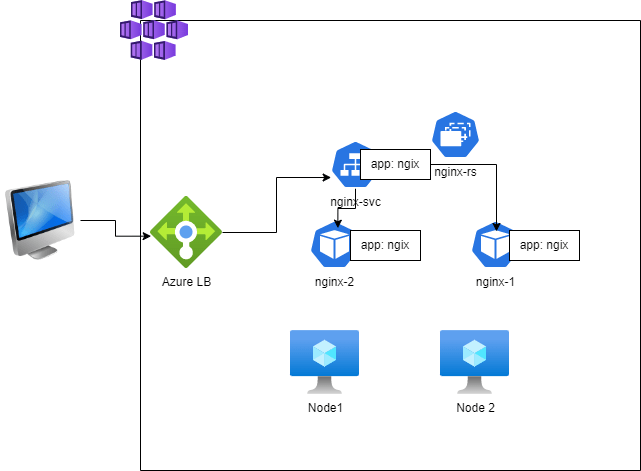 app: ngix
nginx-rs
nginx-svc
app: ngix
app: ngix
Azure LB
nginx-2
nginx-1
Node1
Node 2